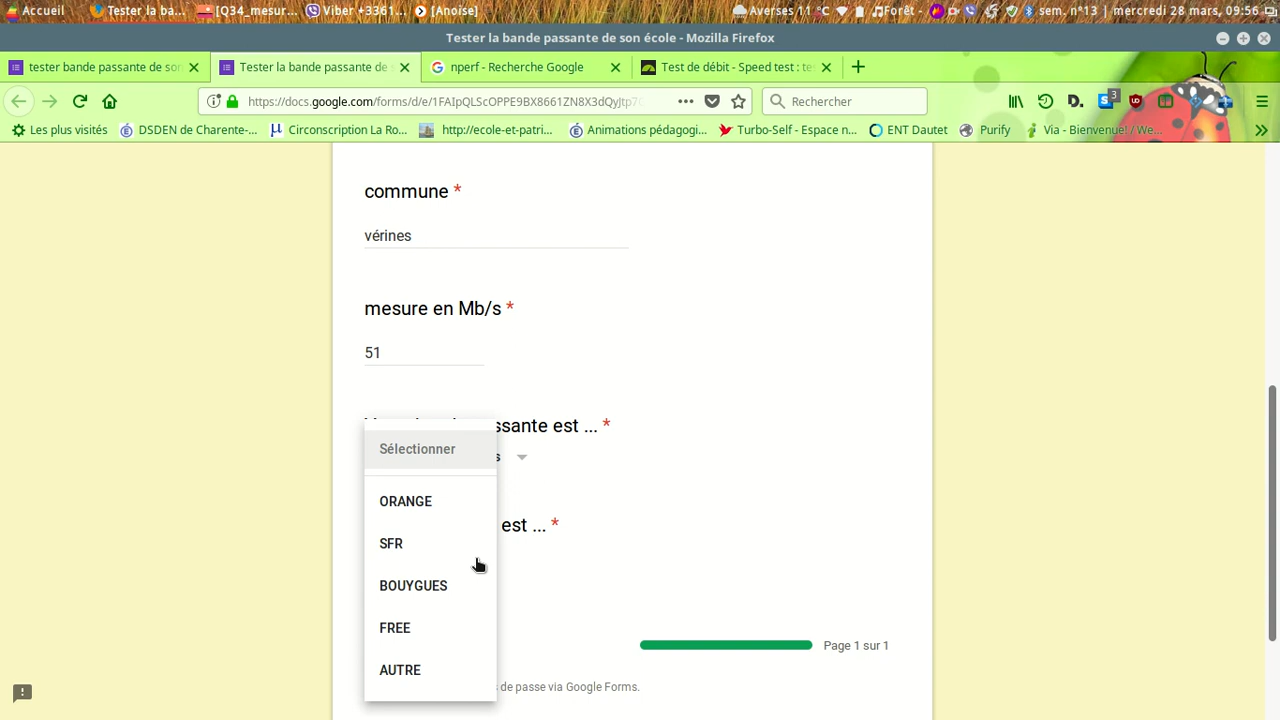 Accueil Tester la ba... [Q34_mesur... Viber +3361... [Anoise] Averses 11 °C Forêt - sem. n°13 | mercredi 28 mars, 09:56
Tester la bande passante de son école - Mozilla Firefox
tester bande passante de so Tester la bande passante de nperf - Recherche Google Test de débit - Speed test : te
https://docs.google.com/forms/d/e/1FAIpQLScOPPE9BX8661ZN8X3dQyJtp7C Rechercher 3
Les plus visités DSDEN de Charente-... Circonscription La Ro... http://ecole-et-patri... Animations pédagogi... Turbo-Self - Espace n... ENT Dautet Purify Via - Bienvenue! / We...
commune *
vérines
mesure en Mb/s *
51
ssante est ... *
Sélectionner s
ORANGE
est ... *
SFR
BOUYGUES
FREE
Page 1 sur 1
AUTRE
s de passe via Google Forms.